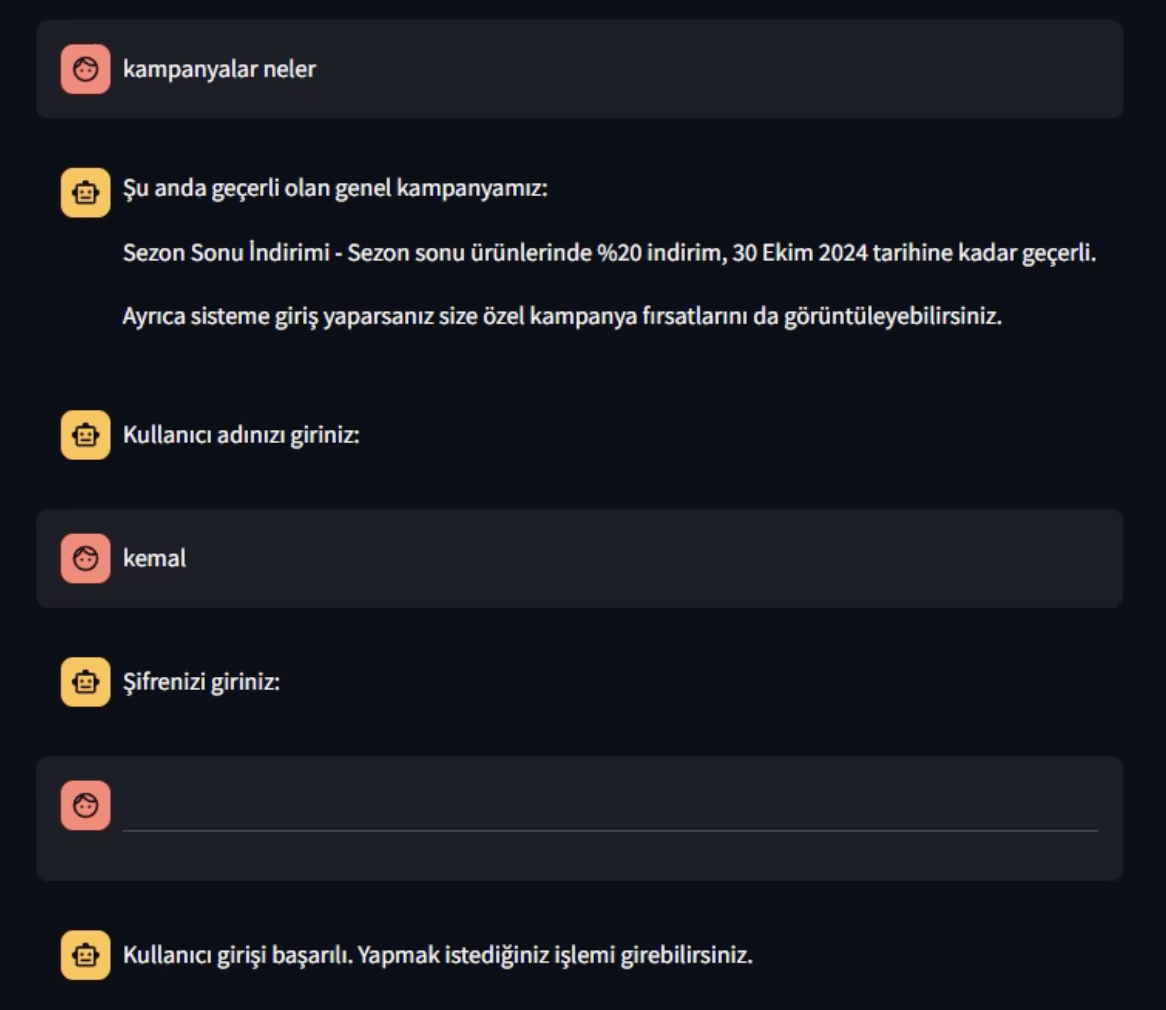 kampanyalar neler
Şu anda geçerli olan genel kampanyamız:
Sezon Sonu İndirimi - Sezon sonu ürünlerinde %20 indirim, 30 Ekim 2024 tarihine kadar geçerli.
Ayrıca sisteme giriş yaparsanız size özel kampanya fırsatlarını da görüntüleyebilirsiniz.
Kullanıcı adınızı giriniz:
kemal
Şifrenizi giriniz:
Kullanıcı girişi başarılı. Yapmak istediğiniz işlemi girebilirsiniz.